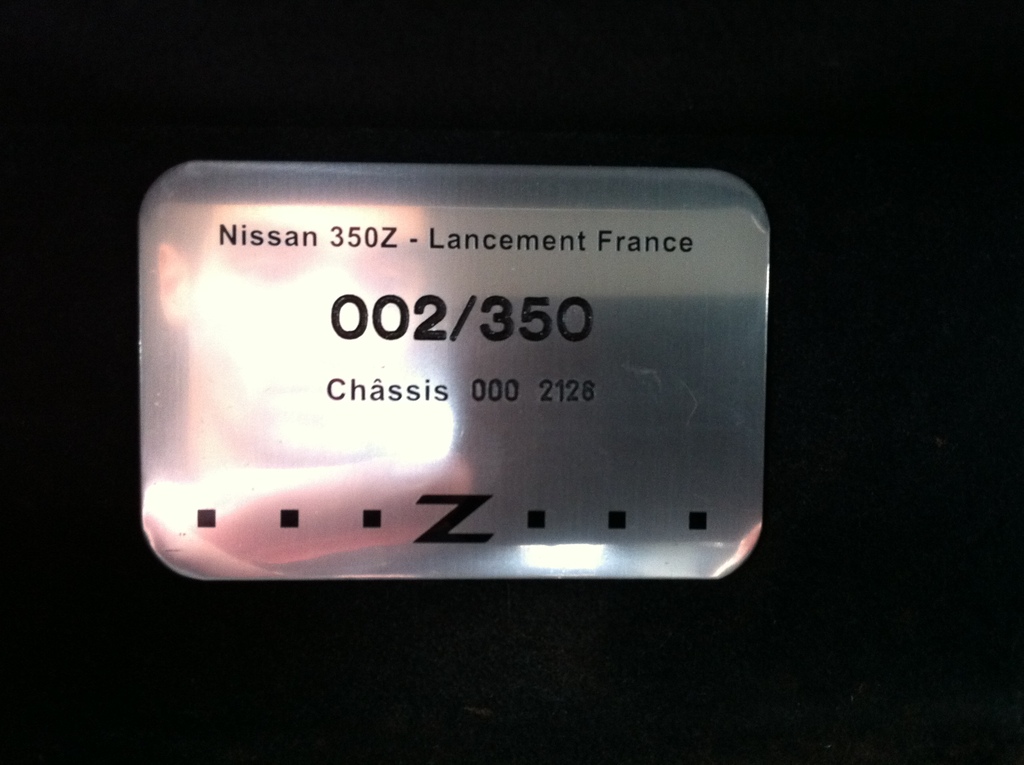 Nissan 350Z - Lancement France
002/350
Châssis 000 2126
Z